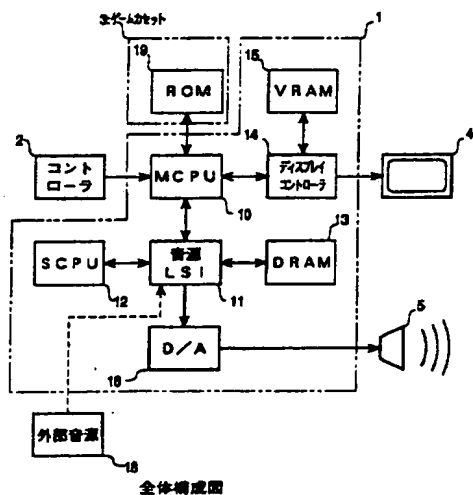 3:ゲームカセット
1
19
ROM
15
VRAM
2
コント
ローラ
MCPU
10
14
ディスプレイ
コントローラ
4
SCPU
12
音源
LSI
11
13
DRAM
D/A
16
5
外部音源
18
全体構成図